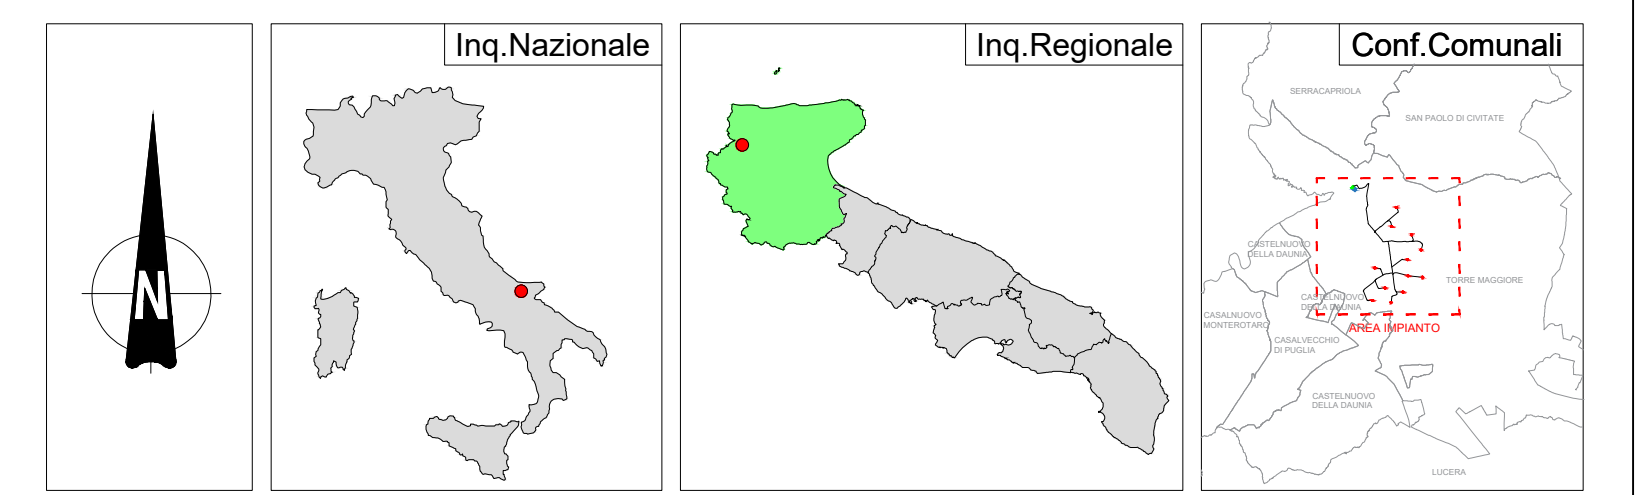 N
Inq.Nazionale
Inq.Regionale
Conf.Comunali
SERRACAPRIOLA
SAN PAOLO DI CIVITATE
CASTELNUOVO
DELLA DAUNIA
TORRE MAGGIORE
CASTELNUOVO
DELLA DAUNIA
CASALNUOVO
MONTEROTARO
AREA IMPIANTO
CASALVECCHIO
DI PUGLIA
CASTELNUOVO
DELLA DAUNIA
LUCERA